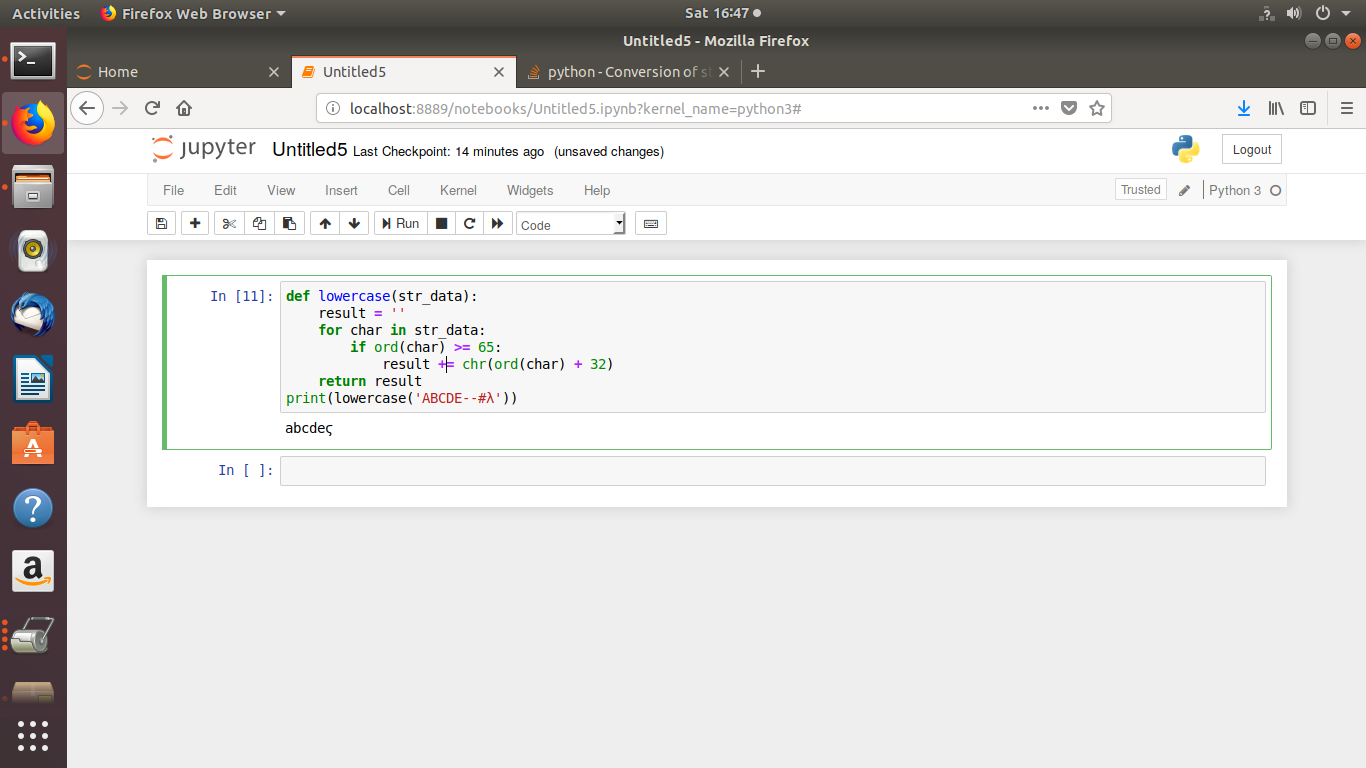 Activities
Firefox Web Browser
Sat 16:47
Untitled5 - Mozilla Firefox
Home
Untitled5
python - Conversion of st
localhost:8889/notebooks/Untitled5.ipynb?kernel_name=python3#
jupyter Untitled5 Last Checkpoint: 14 minutes ago (unsaved changes)
Logout
File Edit View Insert Cell Kernel Widgets Help
Trusted
Python 3
Run
Code
In [11]:
def lowercase(str_data):
    result = ''
    for char in str_data:
        if ord(char) >= 65:
            result += chr(ord(char) + 32)
    return result
print(lowercase('ABCDE--#λ'))
abcdeϛ
In [ ]: